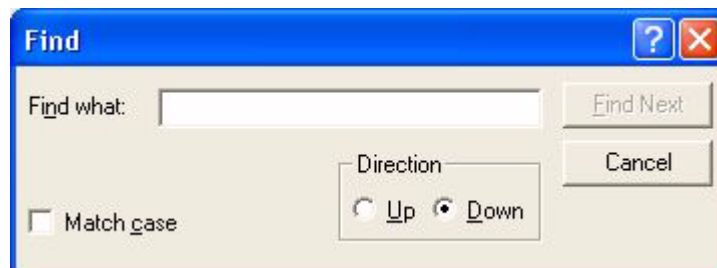 Find
Find what:
Find Next
Direction
Cancel
Up Down
Match case